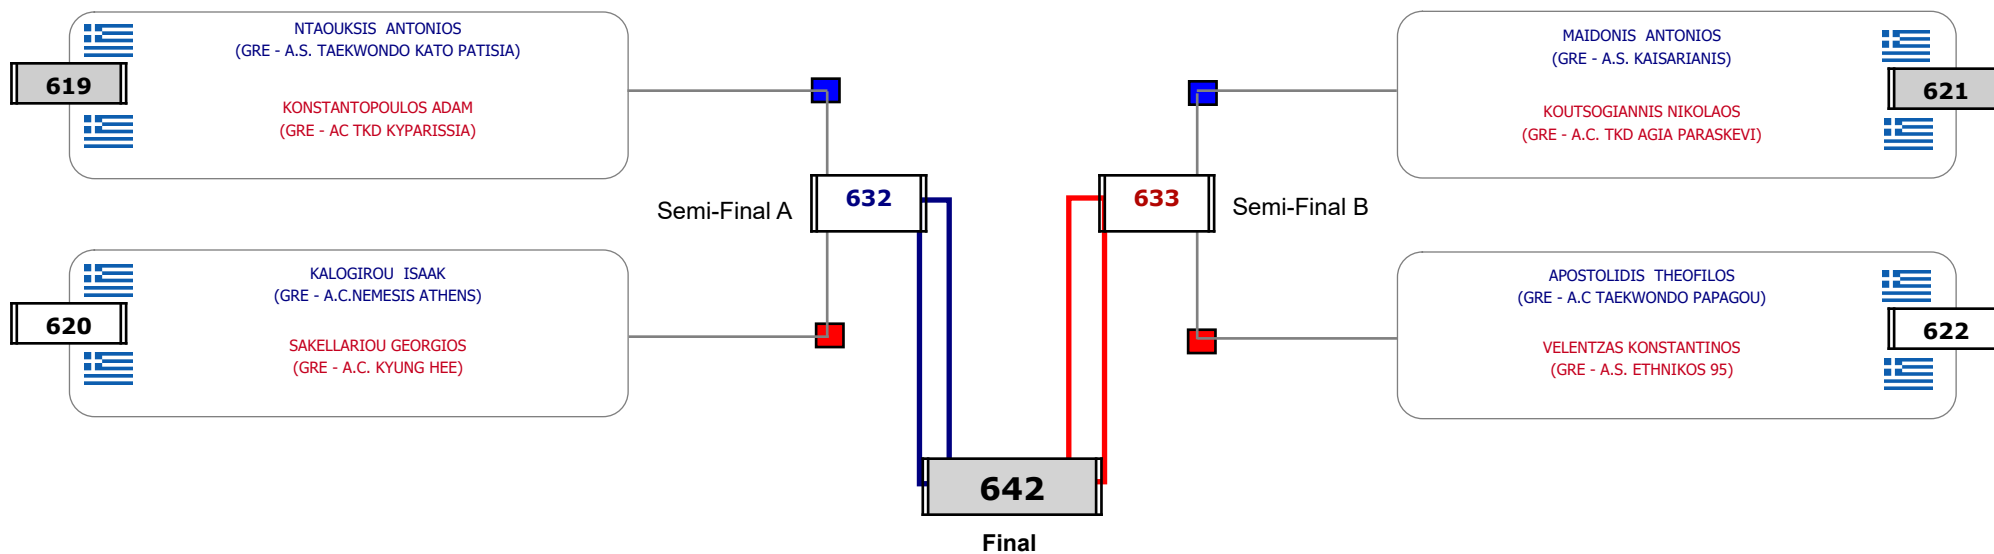 NTAOUKSIS  ANTONIOS
(GRE - A.S. TAEKWONDO KATO PATISIA)
619
KONSTANTOPOULOS ADAM
(GRE - AC TKD KYPARISSIA)
MAIDONIS  ANTONIOS
(GRE - A.S. KAISARIANIS)
621
KOUTSOGIANNIS NIKOLAOS
(GRE - A.C. TKD AGIA PARASKEVI)
Semi-Final A
632
633
Semi-Final B
KALOGIROU  ISAAK
(GRE - A.C.NEMESIS ATHENS)
620
SAKELLARIOU GEORGIOS
(GRE - A.C. KYUNG HEE)
APOSTOLIDIS  THEOFILOS
(GRE - A.C TAEKWONDO PAPAGOU)
622
VELENTZAS KONSTANTINOS
(GRE - A.S. ETHNIKOS 95)
642
Final